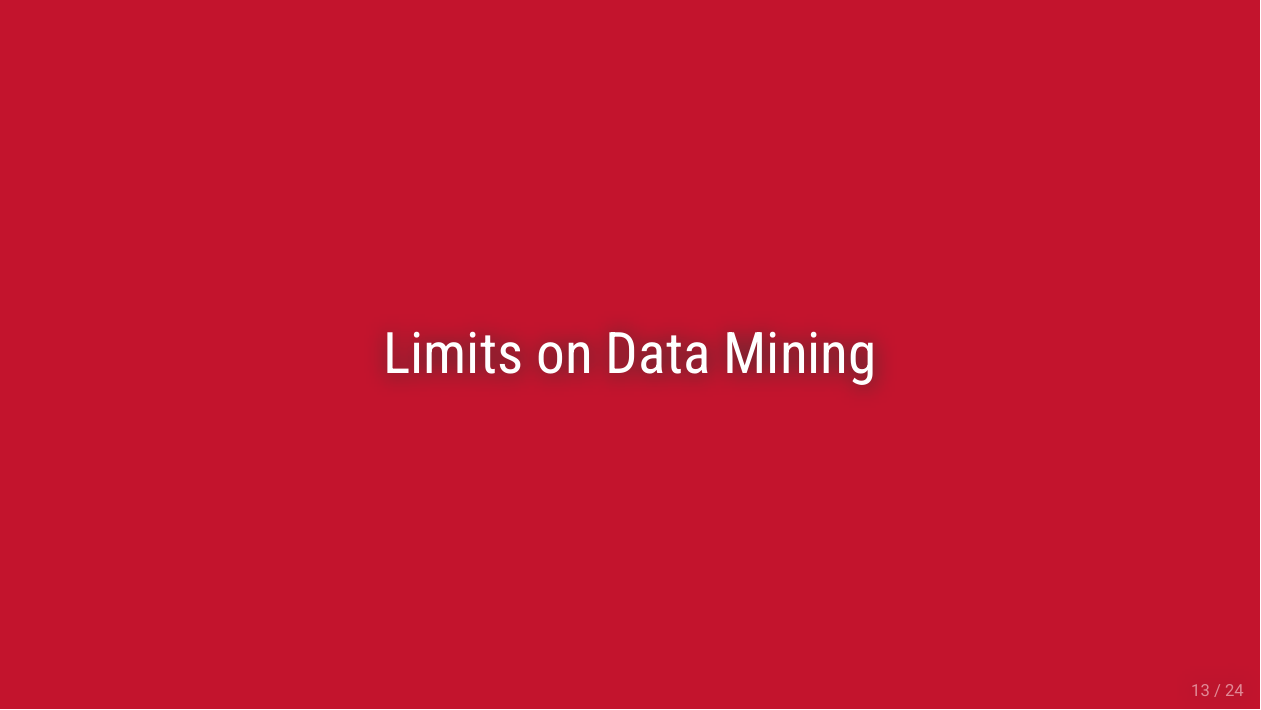 Limits on Data Mining
13 / 24